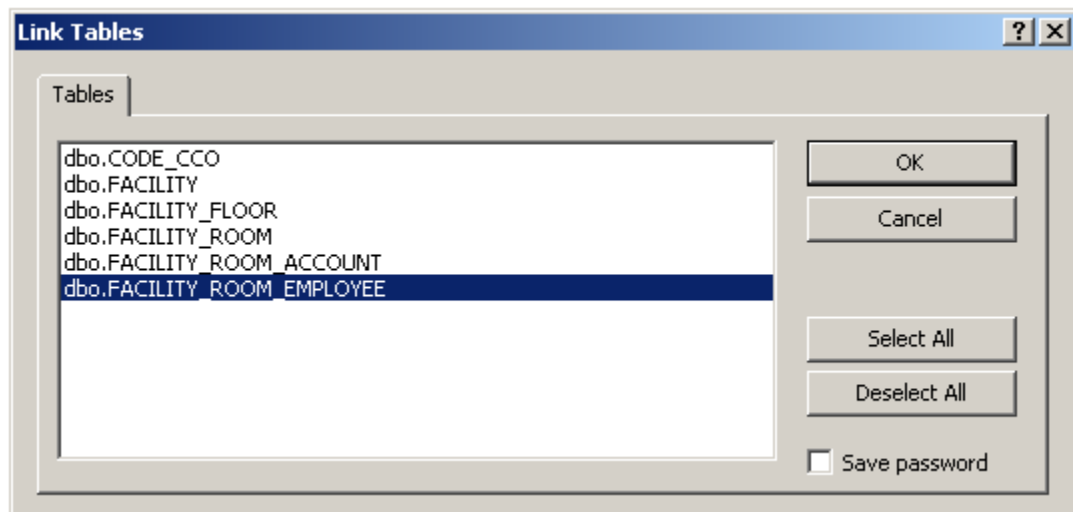 Link Tables
?
Tables
dbo.CODE_CCO
dbo.FACILITY
dbo.FACILITY_FLOOR
dbo.FACILITY_ROOM
dbo.FACILITY_ROOM_ACCOUNT
dbo.FACILITY_ROOM_EMPLOYEE
OK
Cancel
Select All
Deselect All
Save password